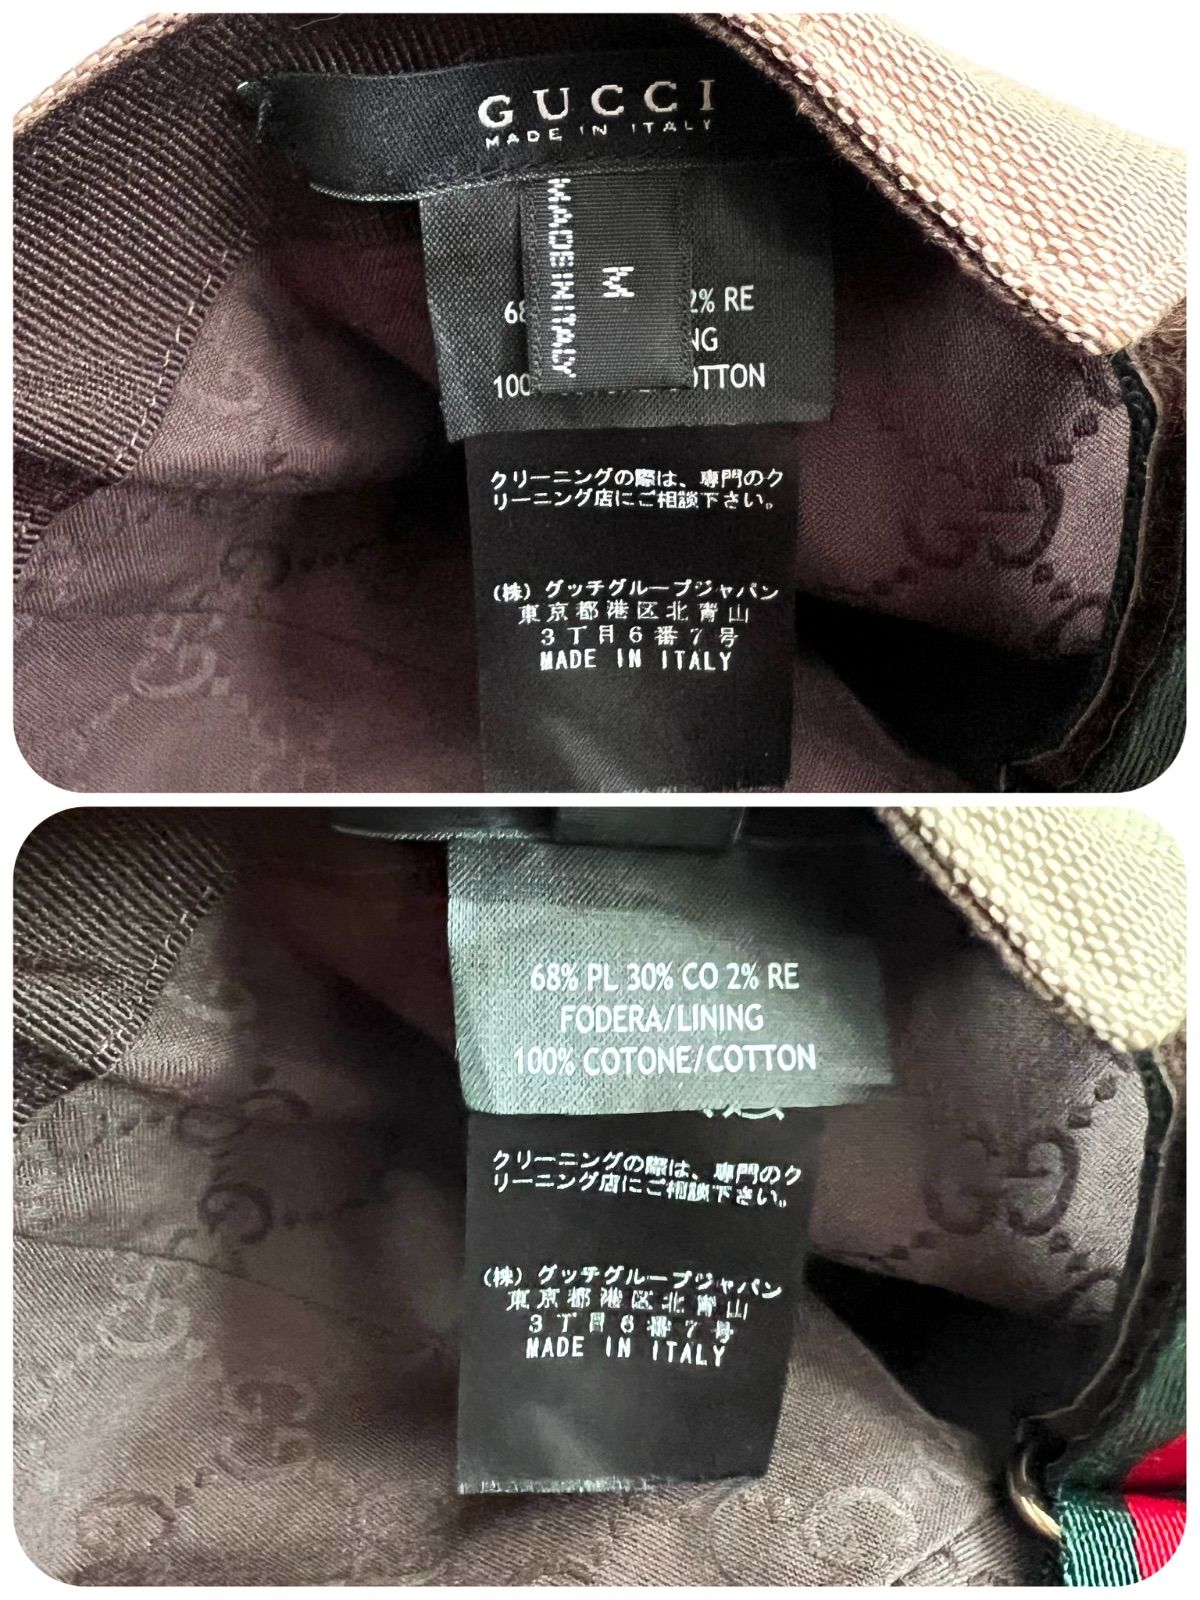 GUCCI
MADE IN ITALY
MADE IN ITALY
M
2% RE
100
クリーニングの際は、専門のク
リーニング店にご相談下さい。
(株) グッチグループジャパン
東京都港区北青山
3丁目6番7号
MADE IN ITALY
68% PL 30% CO 2% RE
FODERA/LINING
100% COTONE/COTTON
クリーニングの際は、専門のク
リーニング店にご相談下さい。
(株) グッチグループジャパン
東京都港区北青山
3丁目6番7号
MADE IN ITALY